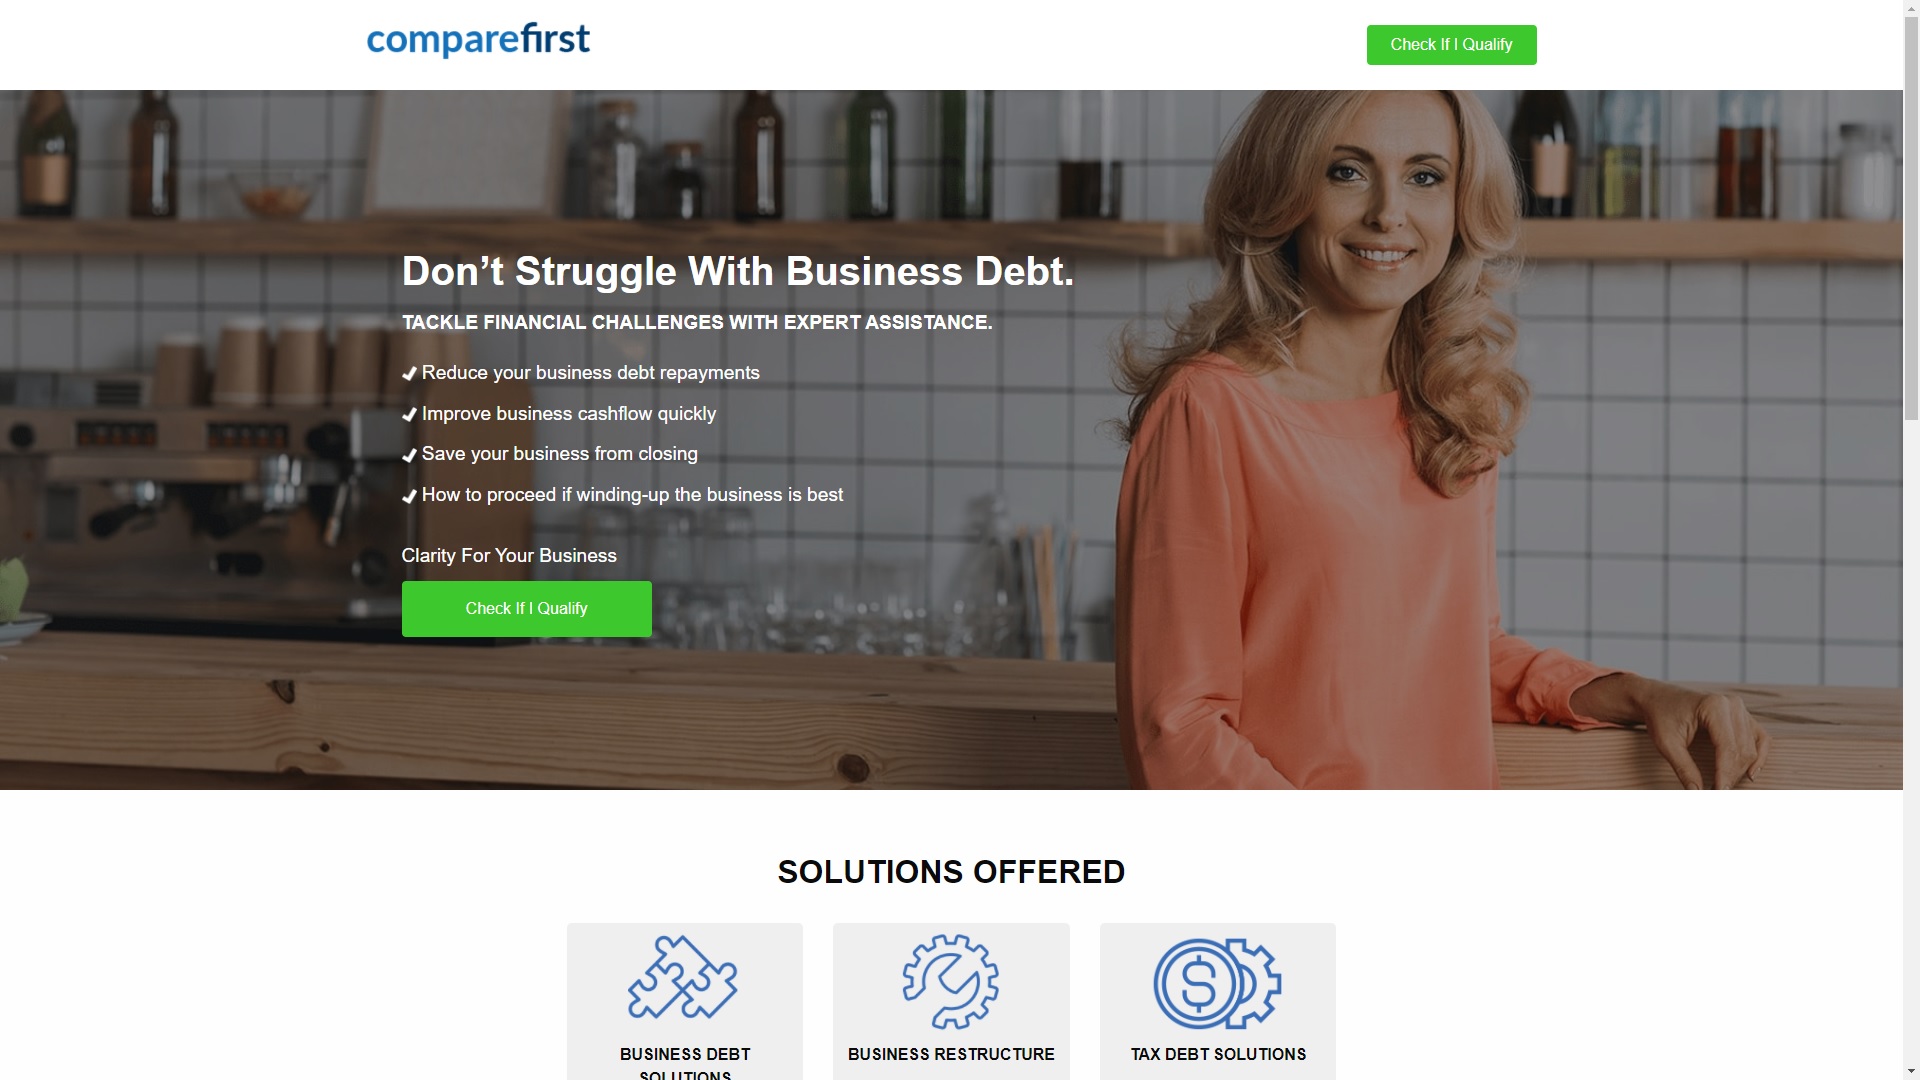 comparefirst
Check If I Qualify
Don’t Struggle With Business Debt.
TACKLE FINANCIAL CHALLENGES WITH EXPERT ASSISTANCE.
Reduce your business debt repayments
Improve business cashflow quickly
Save your business from closing
How to proceed if winding-up the business is best
Clarity For Your Business
Check If I Qualify
SOLUTIONS OFFERED
BUSINESS DEBT
SOLUTIONS
BUSINESS RESTRUCTURE
TAX DEBT SOLUTIONS